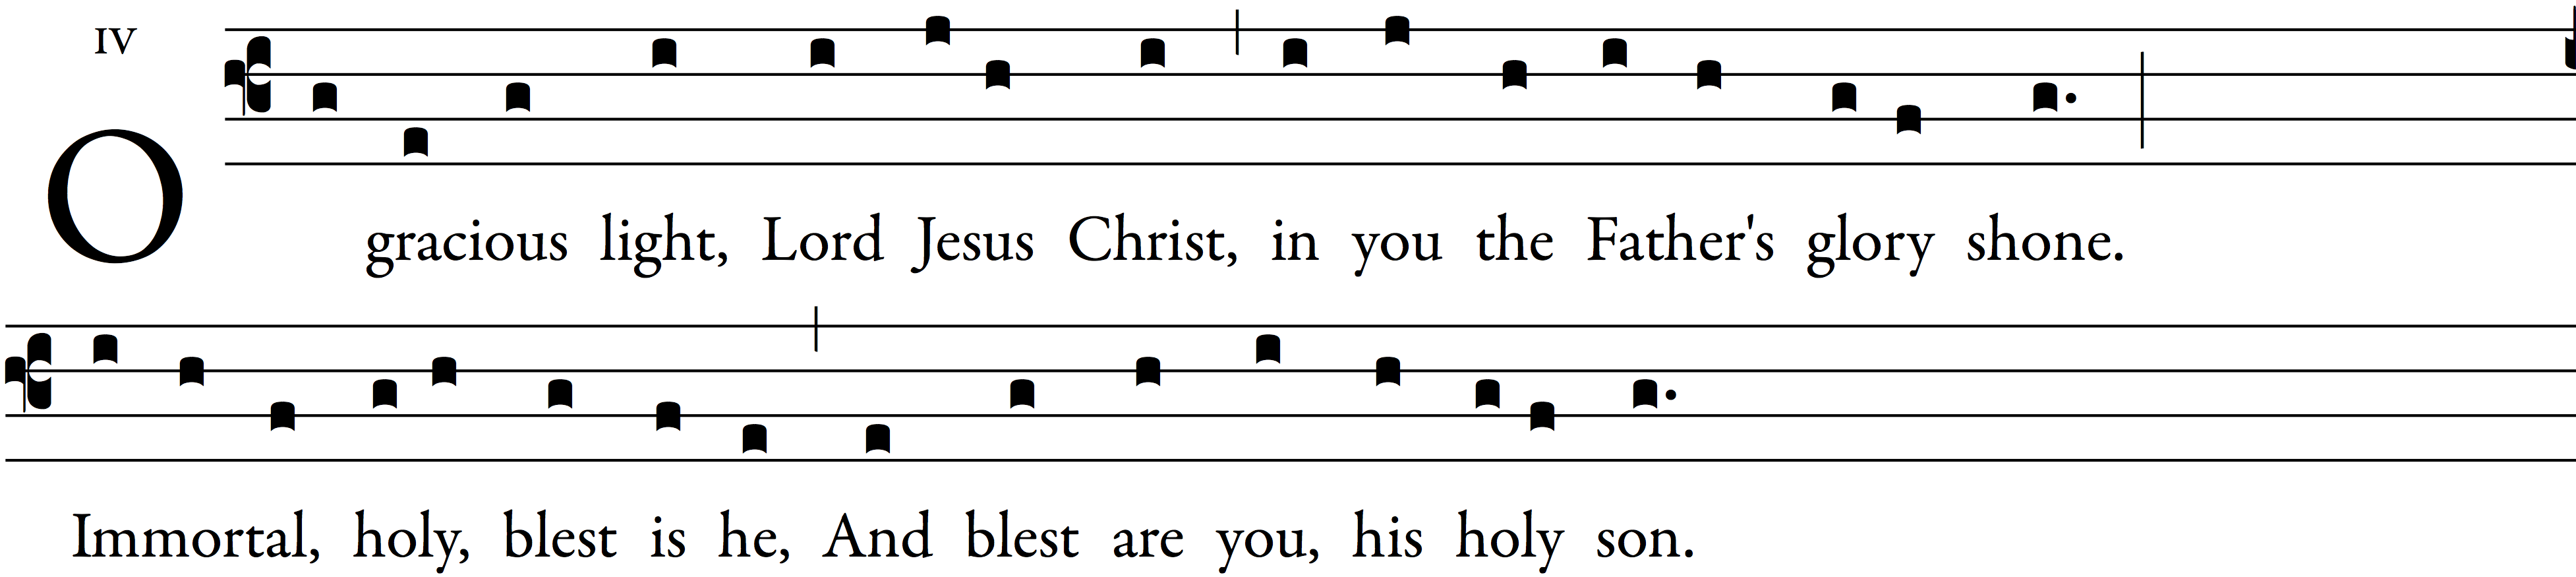 IV
O gracious light, Lord Jesus Christ, in you the Father's glory shone.
Immortal, holy, blest is he, And blest are you, his holy son.